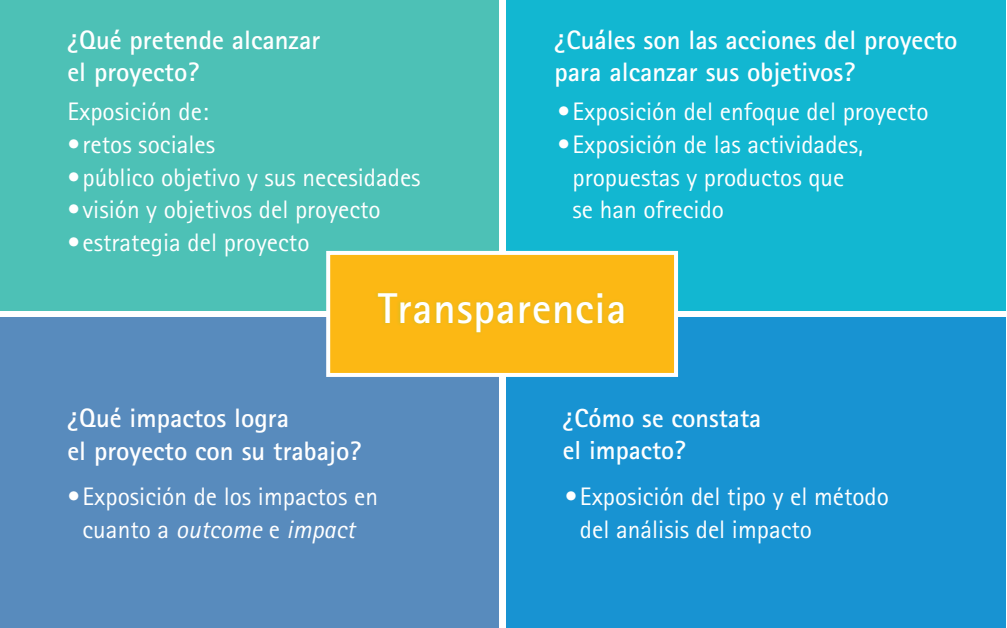 ¿Qué pretende alcanzar
el proyecto?
Exposición de:
•retos sociales
•público objetivo y sus necesidades
•visión y objetivos del proyecto
•estrategia del proyecto
¿Cuáles son las acciones del proyecto
para alcanzar sus objetivos?
•Exposición del enfoque del proyecto
•Exposición de las actividades,
propuestas y productos que
se han ofrecido
Transparencia
¿Qué impactos logra
el proyecto con su trabajo?
•Exposición de los impactos en
cuanto a outcome e impact
¿Cómo se constata
el impacto?
•Exposición del tipo y el método
del análisis del impacto